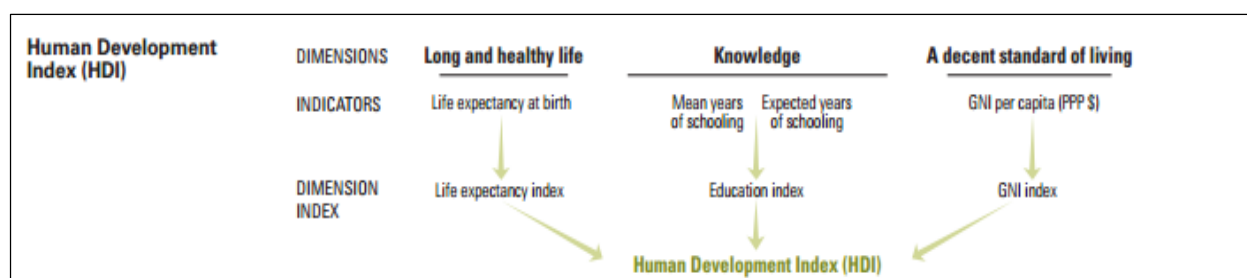 Human Development
Index (HDI)
DIMENSIONS Long and healthy life Knowledge A decent standard of living
INDICATORS Life expectancy at birth Mean years of schooling Expected years of schooling GNI per capita (PPP $)
DIMENSION INDEX Life expectancy index Education index GNI index
Human Development Index (HDI)